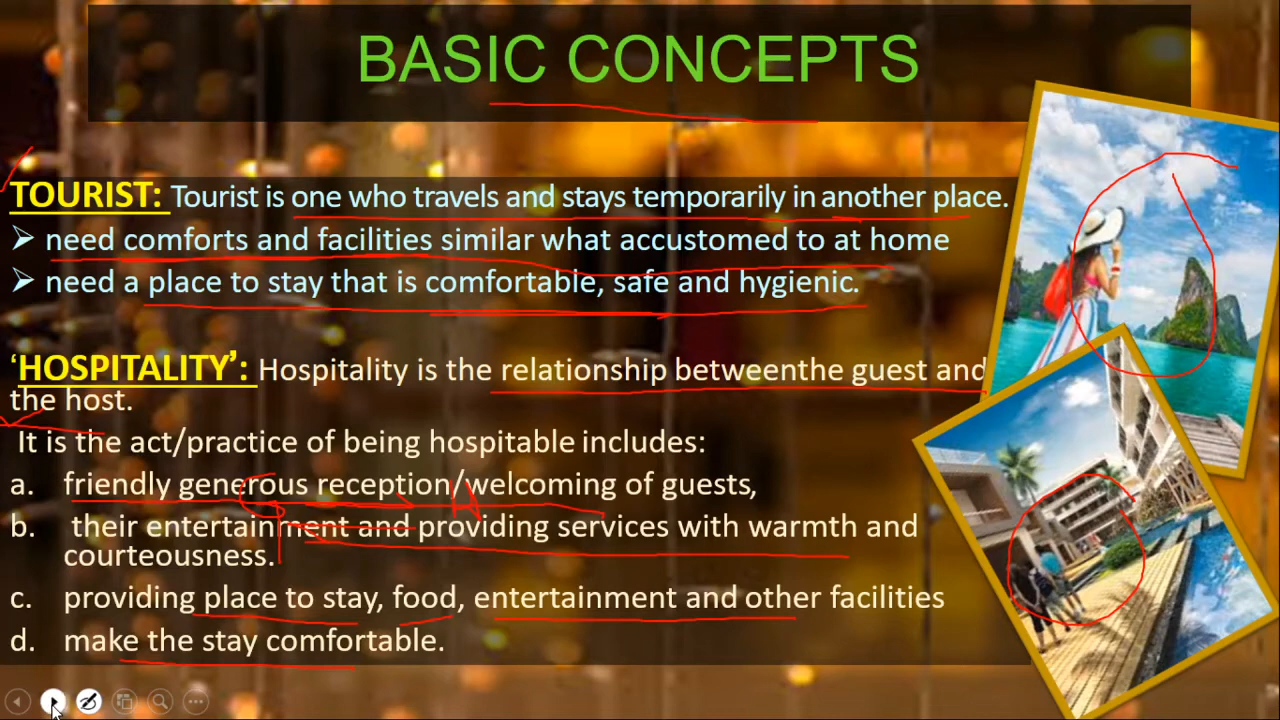 BASIC CONCEPTS
TOURIST: Tourist is one who travels and stays temporarily in another place.
➢ need comforts and facilities similar what accustomed to at home
➢ need a place to stay that is comfortable, safe and hygienic.
‘HOSPITALITY’: Hospitality is the relationship betweenthe guest and
the host.
It is the act/practice of being hospitable includes:
a. friendly generous reception/welcoming of guests,
b. their entertainment and providing services with warmth and
courteousness.
c. providing place to stay, food, entertainment and other facilities
d. make the stay comfortable.